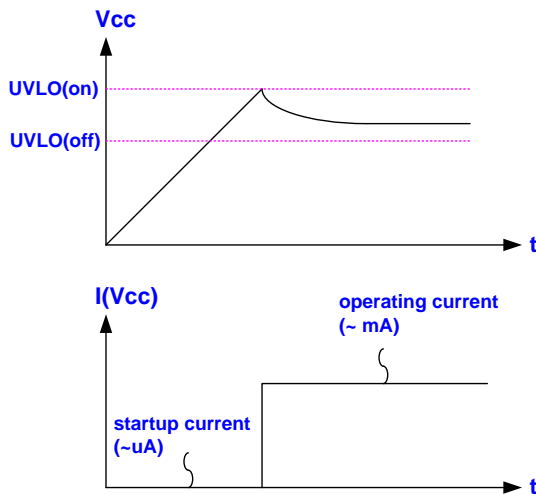 Vcc
UVLO(on)
UVLO(off)
t
I(Vcc)
operating current
(~ mA)
startup current
(~uA)
t